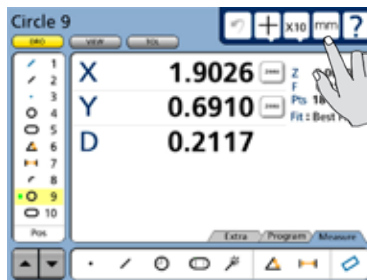 Circle 9
X10 mm ?
DRO VIEW TOL
1
2
3
4
5
6
7
8
9
10
Pos
X 1.9026 Z
Y 0.6910 Pts 18
D 0.2117
F
Fit: Best
Extra Program Measure